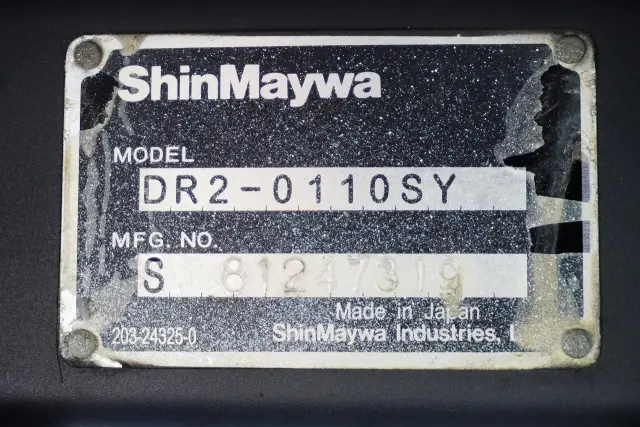 ShinMaywa
MODEL
DR2-0110SY
MFG. NO.
S 81247319
Made in Japan
203-24325-0 ShinMaywa Industries, L